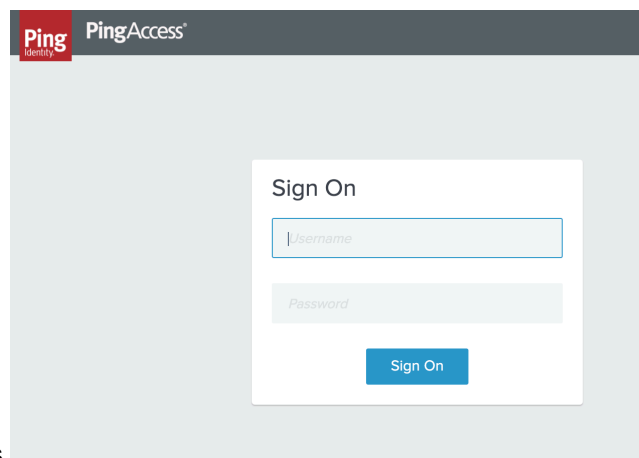 Ping
Identity.
PingAccess®
Sign On
Username
Password
Sign On